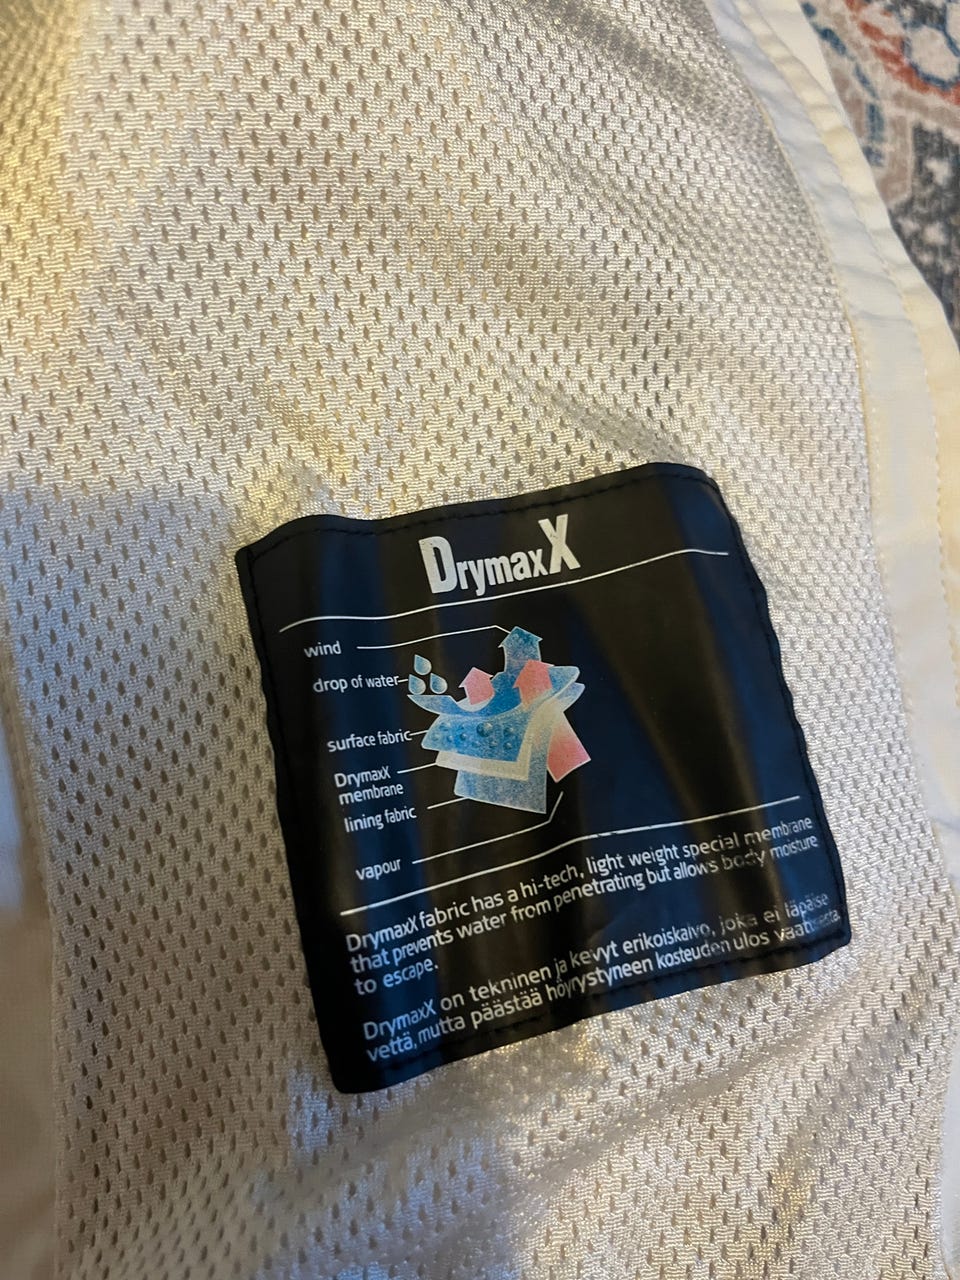 DrymaxX
wind
drop of water
surface fabric
DrymaxX
membrane
lining fabric
vapour
DrymaxX fabric has a hi-tech, light weight special membrane
that prevents water from penetrating but allows body moisture
to escape.
DrymaxX on tekninen ja kevyt erikoiskalvo, joka ei läpäise
vettä, mutta päästää höyrystyneen kosteuden ulos